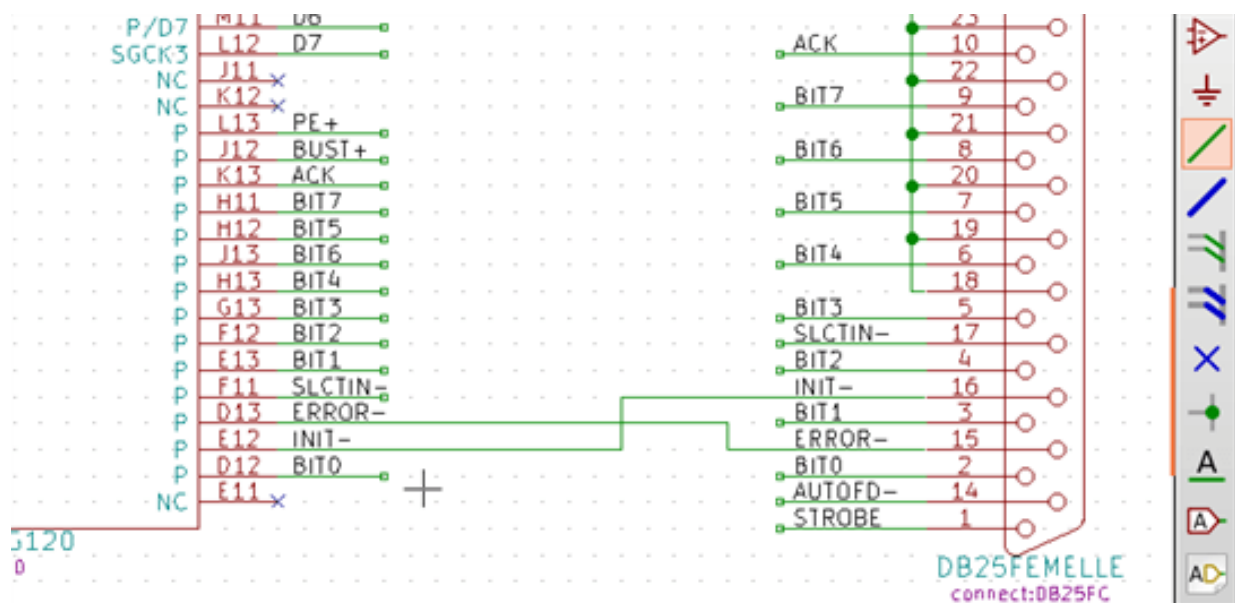 P/D7 M11 D6
SGCK3 L12 D7
NC J11
NC K12
P L13 PE+
P J12 BUST+
P K13 ACK
P H11 BIT7
P H12 BIT5
P J13 BIT6
P H13 BIT4
P G13 BIT3
P F12 BIT2
P E13 BIT1
P F11 SLCTIN-
P D13 ERROR-
P E12 INIT-
P D12 BIT0
NC E11
23
ACK 10
22
BIT7 9
21
BIT6 8
20
BIT5 7
19
BIT4 6
18
BIT3 5
SLCTIN- 17
BIT2 4
INIT- 16
BIT1 3
ERROR- 15
BIT0 2
AUTOFD- 14
STROBE 1
DB25FEMELLE
connect:DB25FC
A
A
AD